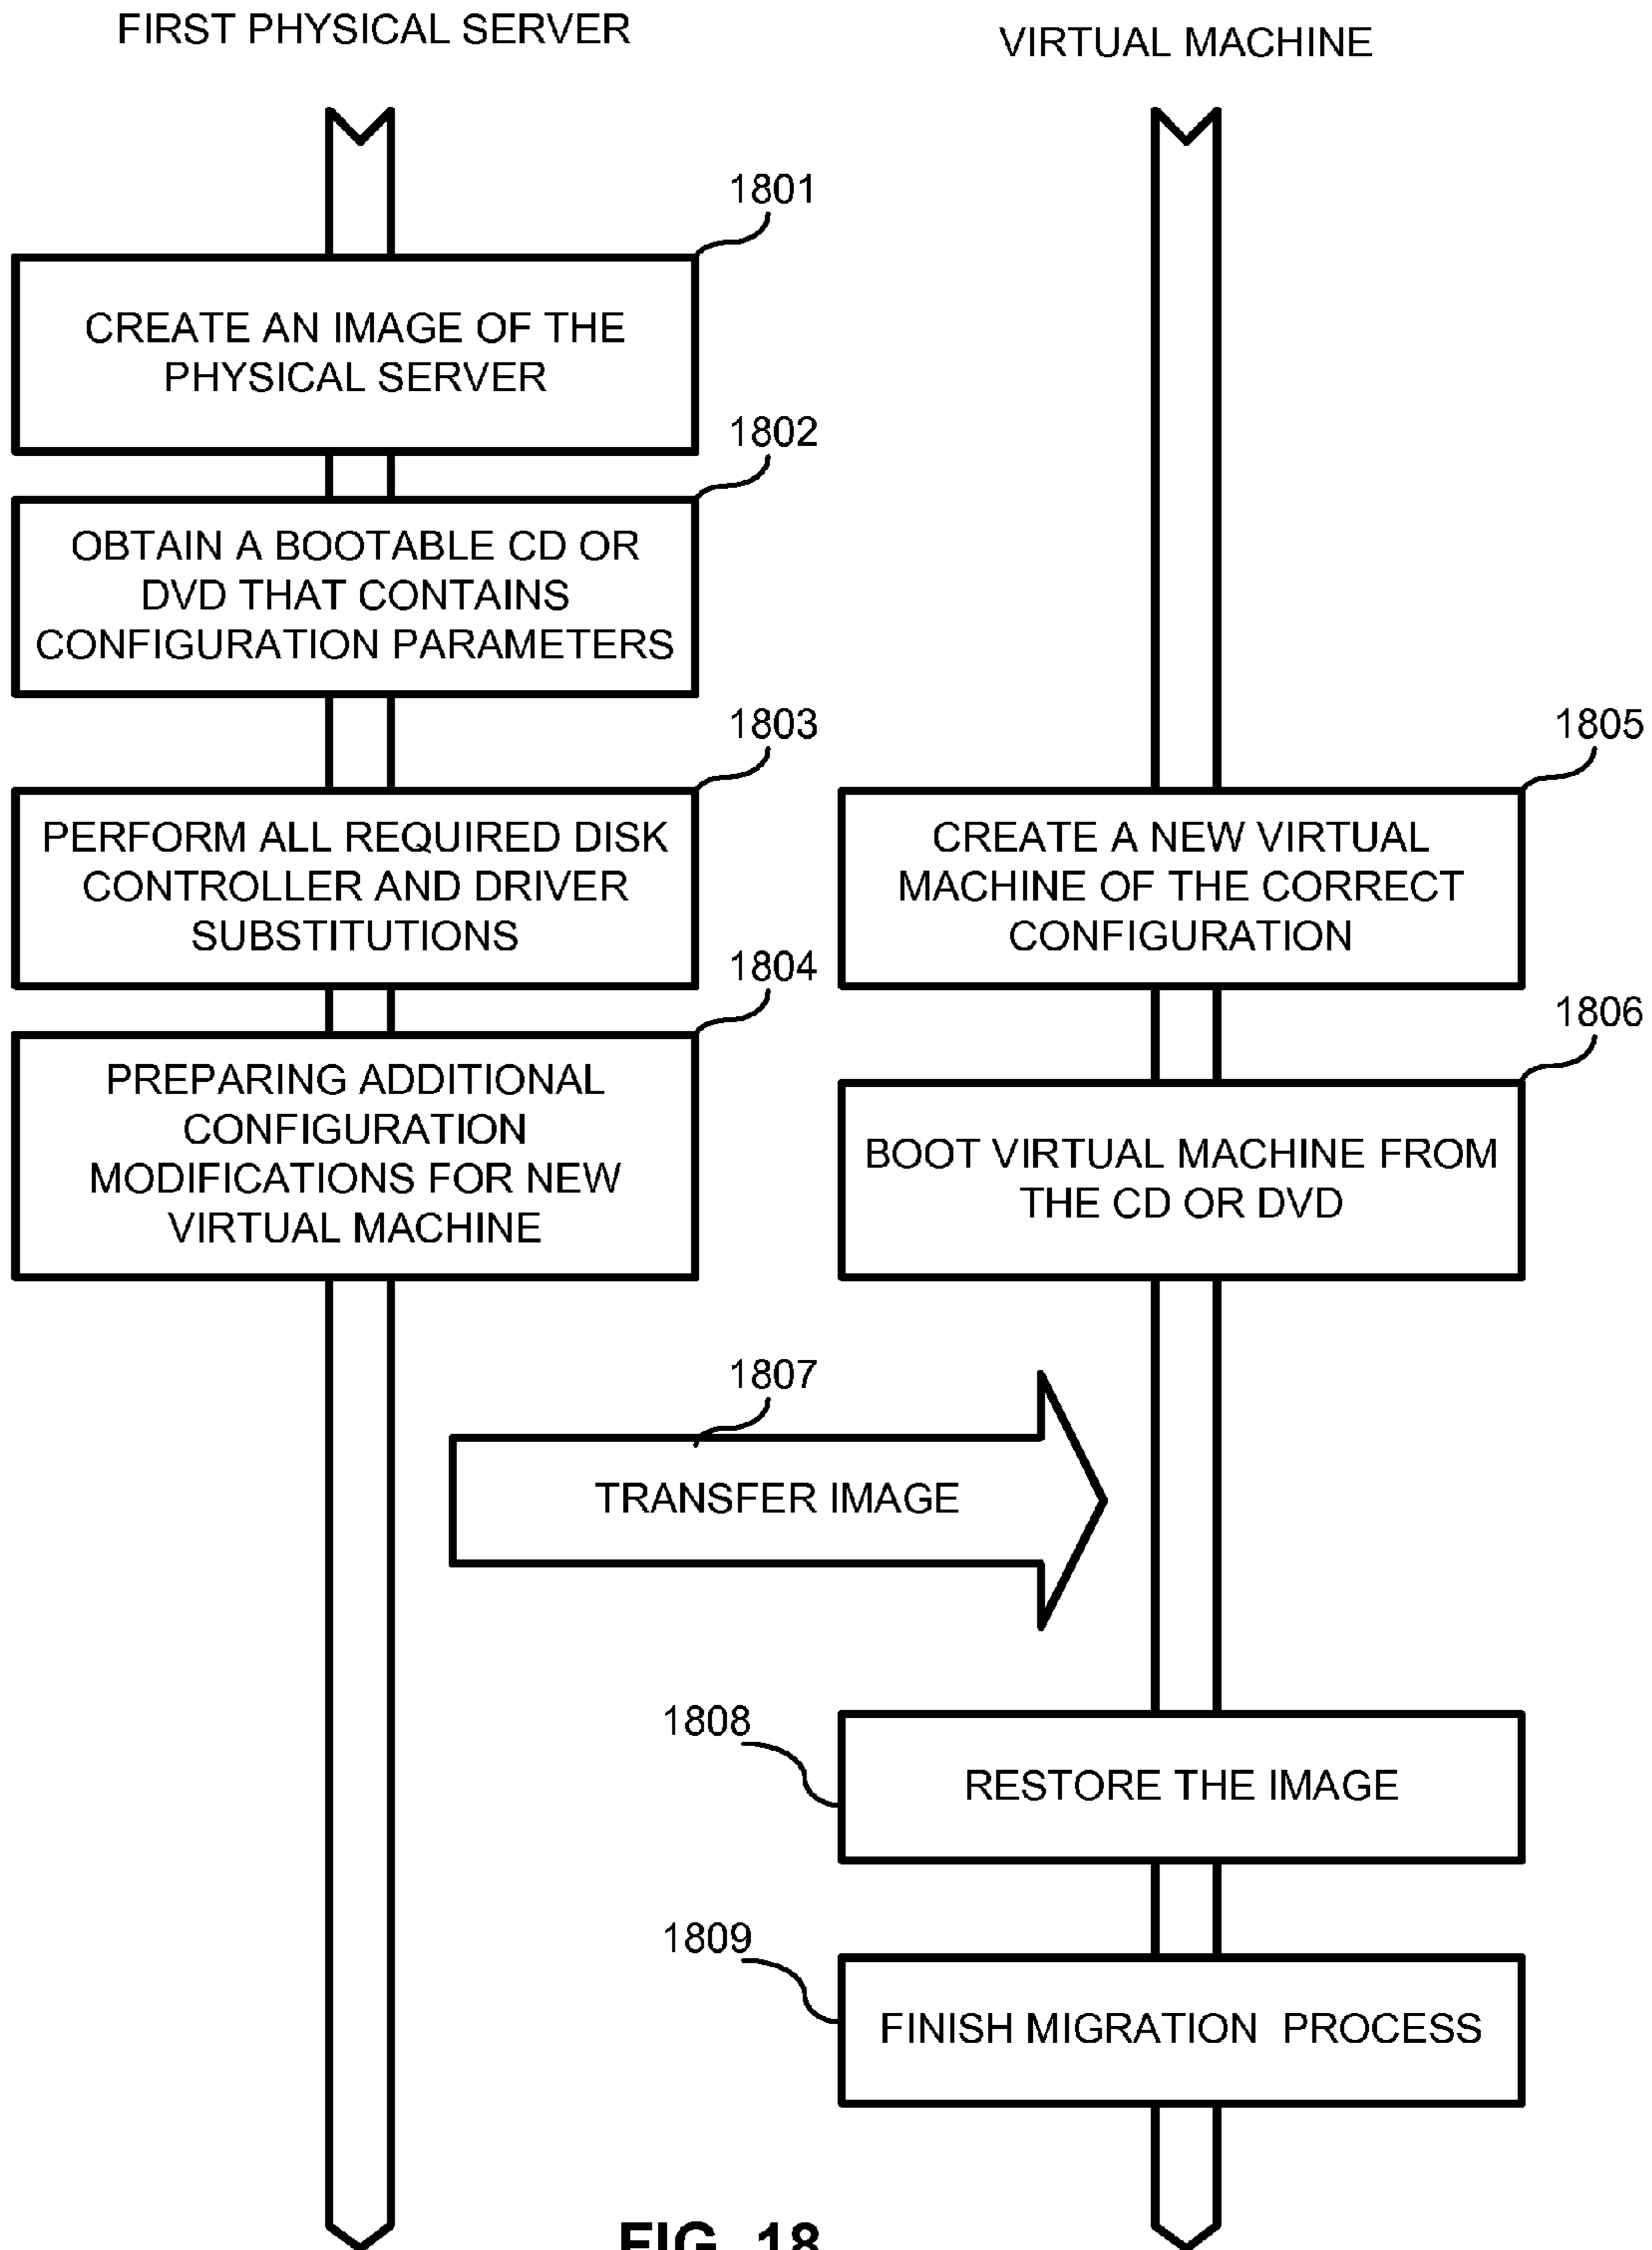 FIRST PHYSICAL SERVER
VIRTUAL MACHINE
1801
CREATE AN IMAGE OF THE
PHYSICAL SERVER
1802
OBTAIN A BOOTABLE CD OR
DVD THAT CONTAINS
CONFIGURATION PARAMETERS
1803
PERFORM ALL REQUIRED DISK
CONTROLLER AND DRIVER
SUBSTITUTIONS
1805
CREATE A NEW VIRTUAL
MACHINE OF THE CORRECT
CONFIGURATION
1804
PREPARING ADDITIONAL
CONFIGURATION
MODIFICATIONS FOR NEW
VIRTUAL MACHINE
1806
BOOT VIRTUAL MACHINE FROM
THE CD OR DVD
1807
TRANSFER IMAGE
1808
RESTORE THE IMAGE
1809
FINISH MIGRATION PROCESS
FIG. 18